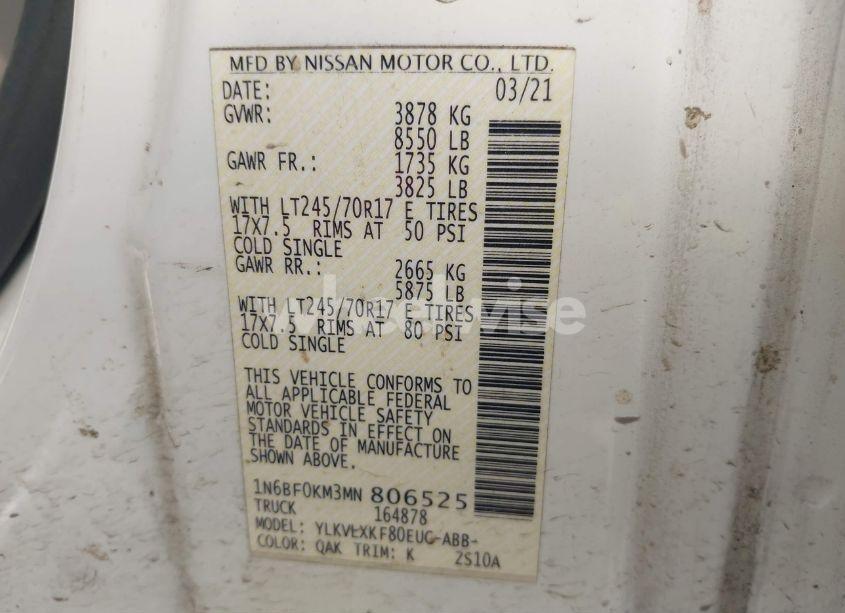 MFD BY NISSAN MOTOR CO., LTD.
DATE: 03/21
GVWR: 3878 KG
8550 LB
GAWR FR.: 1735 KG
3825 LB
WITH LT245/70R17 E TIRES
17X7.5 RIMS AT 50 PSI
COLD SINGLE
GAWR RR.: 2665 KG
5875 LB
WITH LT245/70R17 E TIRES
17X7.5 RIMS AT 80 PSI
COLD SINGLE
wheelwise
THIS VEHICLE CONFORMS TO
ALL APPLICABLE FEDERAL
MOTOR VEHICLE SAFETY
STANDARDS IN EFFECT ON
THE DATE OF MANUFACTURE
SHOWN ABOVE.
1N6BF0KM3MN 806525
TRUCK 164878
MODEL: YLKVLXKF80EUC-ABB-
COLOR: QAK TRIM: K 2S10A